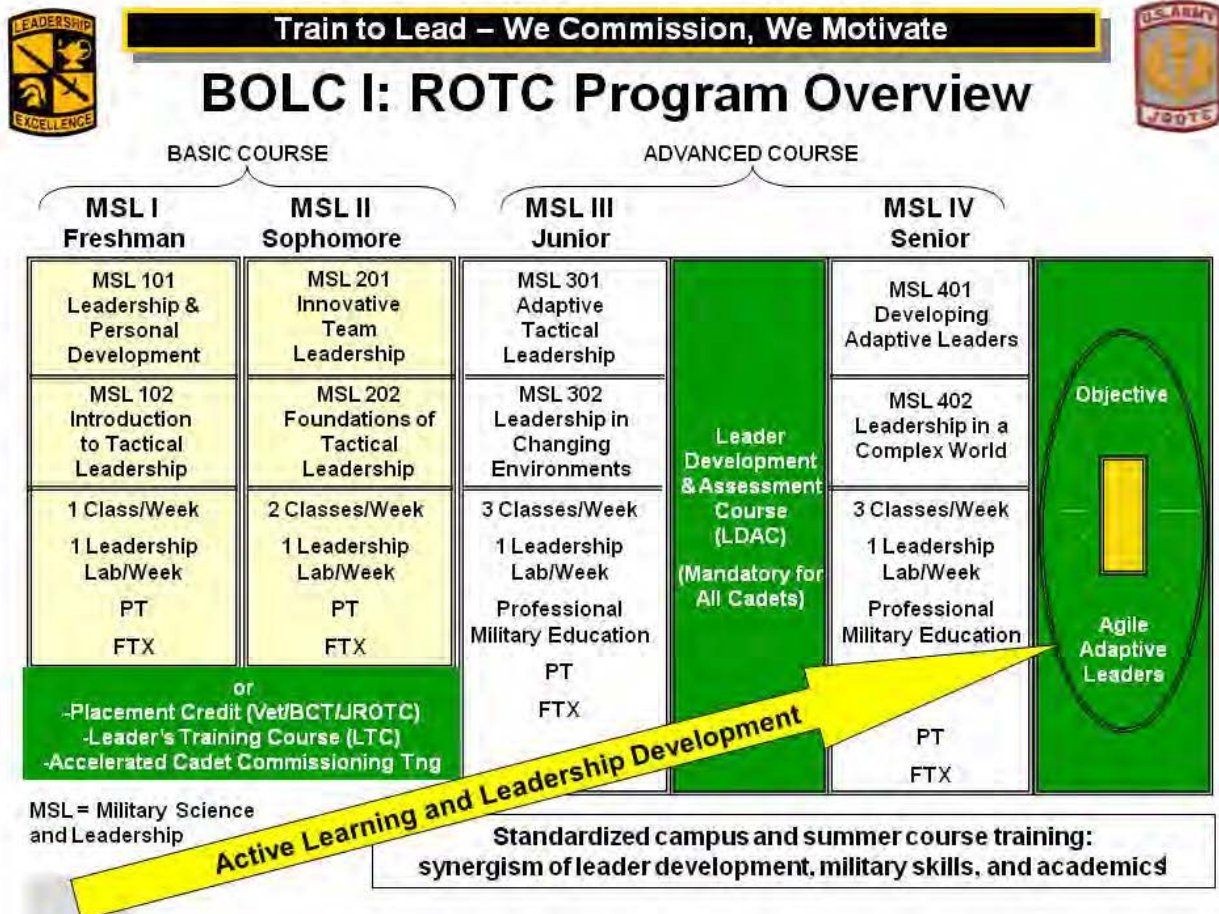 LEADERSHIP
EXCELLENCE
Train to Lead – We Commission, We Motivate
U.S. ARMY
JROTC
BOLC I: ROTC Program Overview
BASIC COURSE
ADVANCED COURSE
MSL I
Freshman
MSL II
Sophomore
MSL III
Junior
MSL IV
Senior
MSL 101
Leadership &
Personal
Development
MSL 102
Introduction
to Tactical
Leadership
1 Class/Week
1 Leadership
Lab/Week
PT
FTX
MSL 201
Innovative
Team
Leadership
MSL 202
Foundations of
Tactical
Leadership
2 Classes/Week
1 Leadership
Lab/Week
PT
FTX
or
-Placement Credit (Vet/BCT/JROTC)
-Leader's Training Course (LTC)
-Accelerated Cadet Commissioning Tng
MSL 301
Adaptive
Tactical
Leadership
MSL 302
Leadership in
Changing
Environments
3 Classes/Week
1 Leadership
Lab/Week
Professional
Military Education
PT
FTX
Leader
Development
& Assessment
Course
(LDAC)
(Mandatory for
All Cadets)
MSL 401
Developing
Adaptive Leaders
MSL 402
Leadership in a
Complex World
3 Classes/Week
1 Leadership
Lab/Week
Professional
Military Education
PT
FTX
Objective
Agile
Adaptive
Leaders
Active Learning and Leadership Development
MSL = Military Science
and Leadership
Standardized campus and summer course training:
synergism of leader development, military skills, and academics